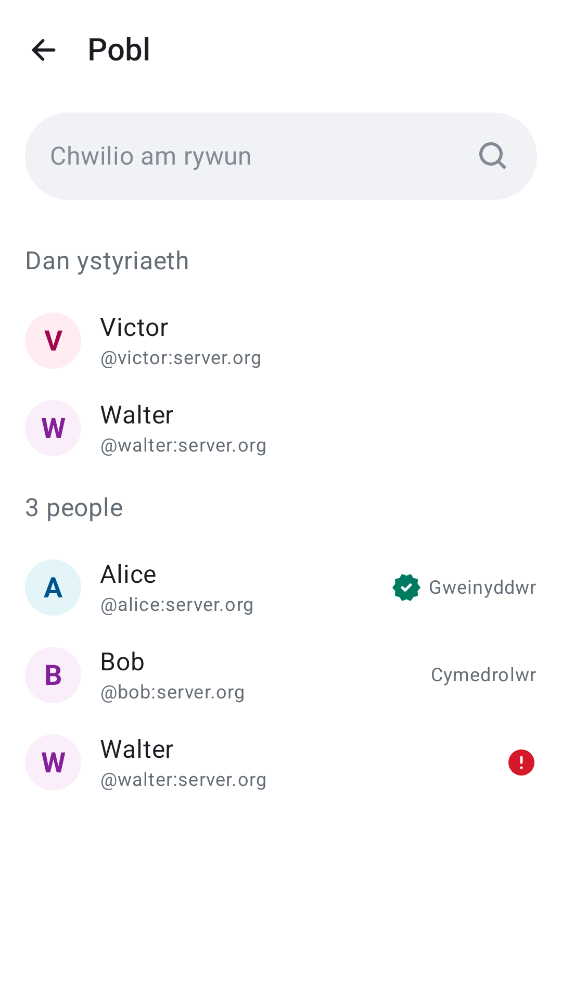 Pobl
Chwilio am rywun
Dan ystyriaeth
V
Victor
@victor:server.org
W
Walter
@walter:server.org
3 people
A
Alice
@alice:server.org
Gweinyddwr
B
Bob
@bob:server.org
Cymedrolwr
W
Walter
@walter:server.org